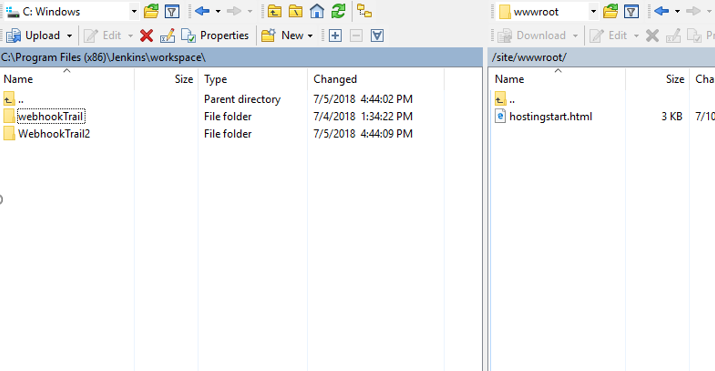 C: Windows
Upload Edit Properties New
C:\Program Files (x86)\Jenkins\workspace\
Name Size Type Changed
.. Parent directory 7/5/2018 4:44:02 PM
webhookTrail File folder 7/4/2018 1:34:22 PM
WebhookTrail2 File folder 7/5/2018 4:44:09 PM
wwwroot
Download Edit
/site/wwwroot/
Name Size Cha
..
hostingstart.html 3 KB 7/10